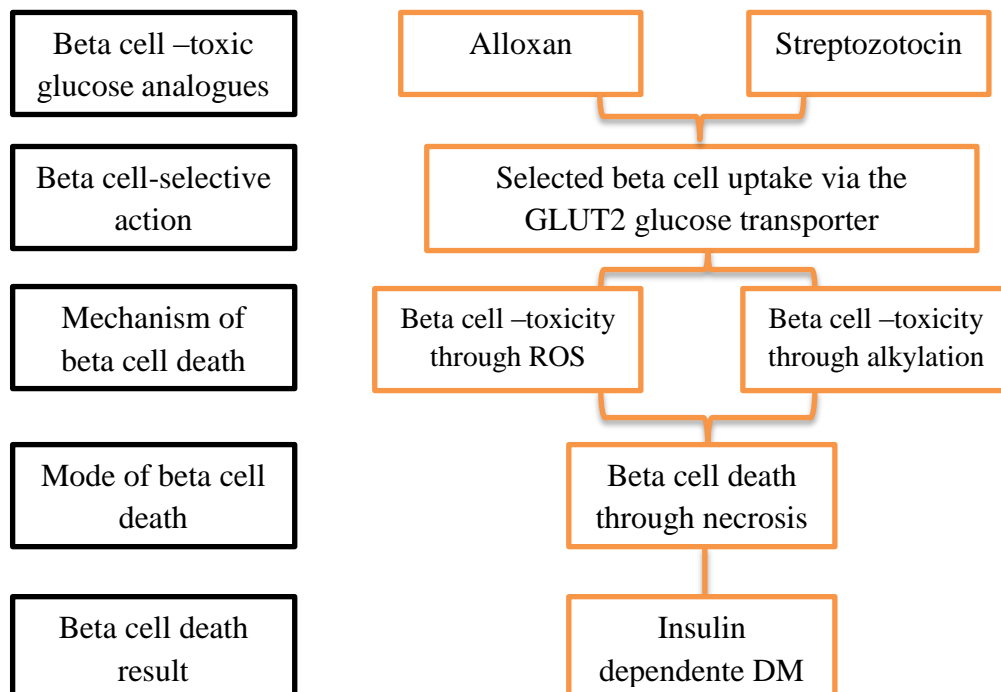 Beta cell –toxic
glucose analogues
Alloxan
Streptozotocin
Beta cell-selective
action
Selected beta cell uptake via the
GLUT2 glucose transporter
Mechanism of
beta cell death
Beta cell –toxicity
through ROS
Beta cell –toxicity
through alkylation
Mode of beta cell
death
Beta cell death
through necrosis
Beta cell death
result
Insulin
dependente DM